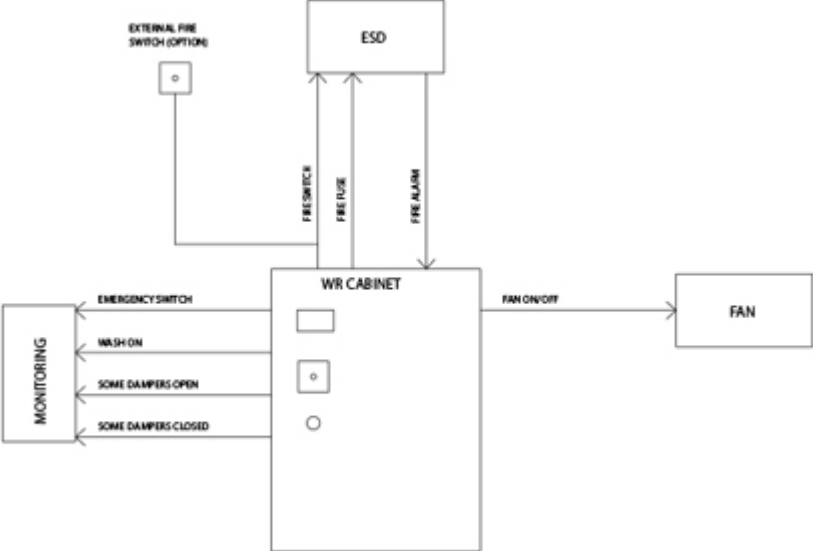 EXTERNAL FIRE
SWITCH (OPTION)
ESD
FIRE SWITCH
FIRE FUSE
FIRE ALARM
WR CABINET
EMERGENCY SWITCH
WASH ON
SOME DAMPERS OPEN
SOME DAMPERS CLOSED
MONITORING
FAN ON/OFF
FAN